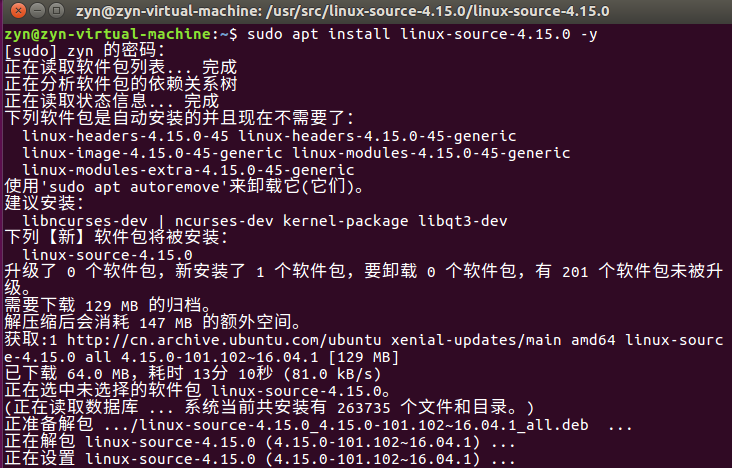 zyn@zyn-virtual-machine: /usr/src/linux-source-4.15.0/linux-source-4.15.0
zyn@zyn-virtual-machine:~$ sudo apt install linux-source-4.15.0 -y
[sudo] zyn 的密码：
正在读取软件包列表... 完成
正在分析软件包的依赖关系树
正在读取状态信息... 完成
下列软件包是自动安装的并且现在不需要了：
  linux-headers-4.15.0-45 linux-headers-4.15.0-45-generic
  linux-image-4.15.0-45-generic linux-modules-4.15.0-45-generic
  linux-modules-extra-4.15.0-45-generic
使用'sudo apt autoremove'来卸载它(它们)。
建议安装：
  libncurses-dev | ncurses-dev kernel-package libqt3-dev
下列【新】软件包将被安装：
  linux-source-4.15.0
升级了 0 个软件包，新安装了 1 个软件包，要卸载 0 个软件包，有 201 个软件包未被升
级。
需要下载 129 MB 的归档。
解压缩后会消耗 147 MB 的额外空间。
获取:1 http://cn.archive.ubuntu.com/ubuntu xenial-updates/main amd64 linux-sourc
e-4.15.0 all 4.15.0-101.102~16.04.1 [129 MB]
已下载 64.0 MB，耗时 13分 10秒 (81.0 kB/s)
正在选中未选择的软件包 linux-source-4.15.0。
(正在读取数据库 ... 系统当前共安装有 263735 个文件和目录。)
正准备解包 .../linux-source-4.15.0_4.15.0-101.102~16.04.1_all.deb  ...
正在解包 linux-source-4.15.0 (4.15.0-101.102~16.04.1) ...
正在设置 linux-source-4.15.0 (4.15.0-101.102~16.04.1) ...